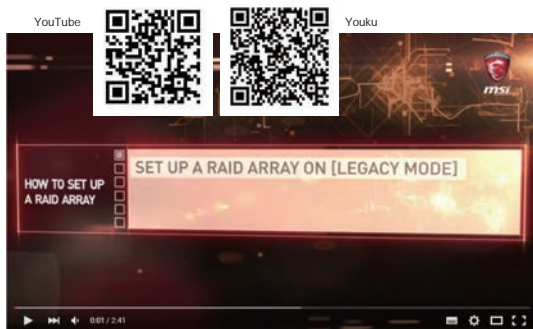 YouTube
Youku
msi
SET UP A RAID ARRAY ON [LEGACY MODE]
HOW TO SET UP
A RAID ARRAY
0:01 / 2:41